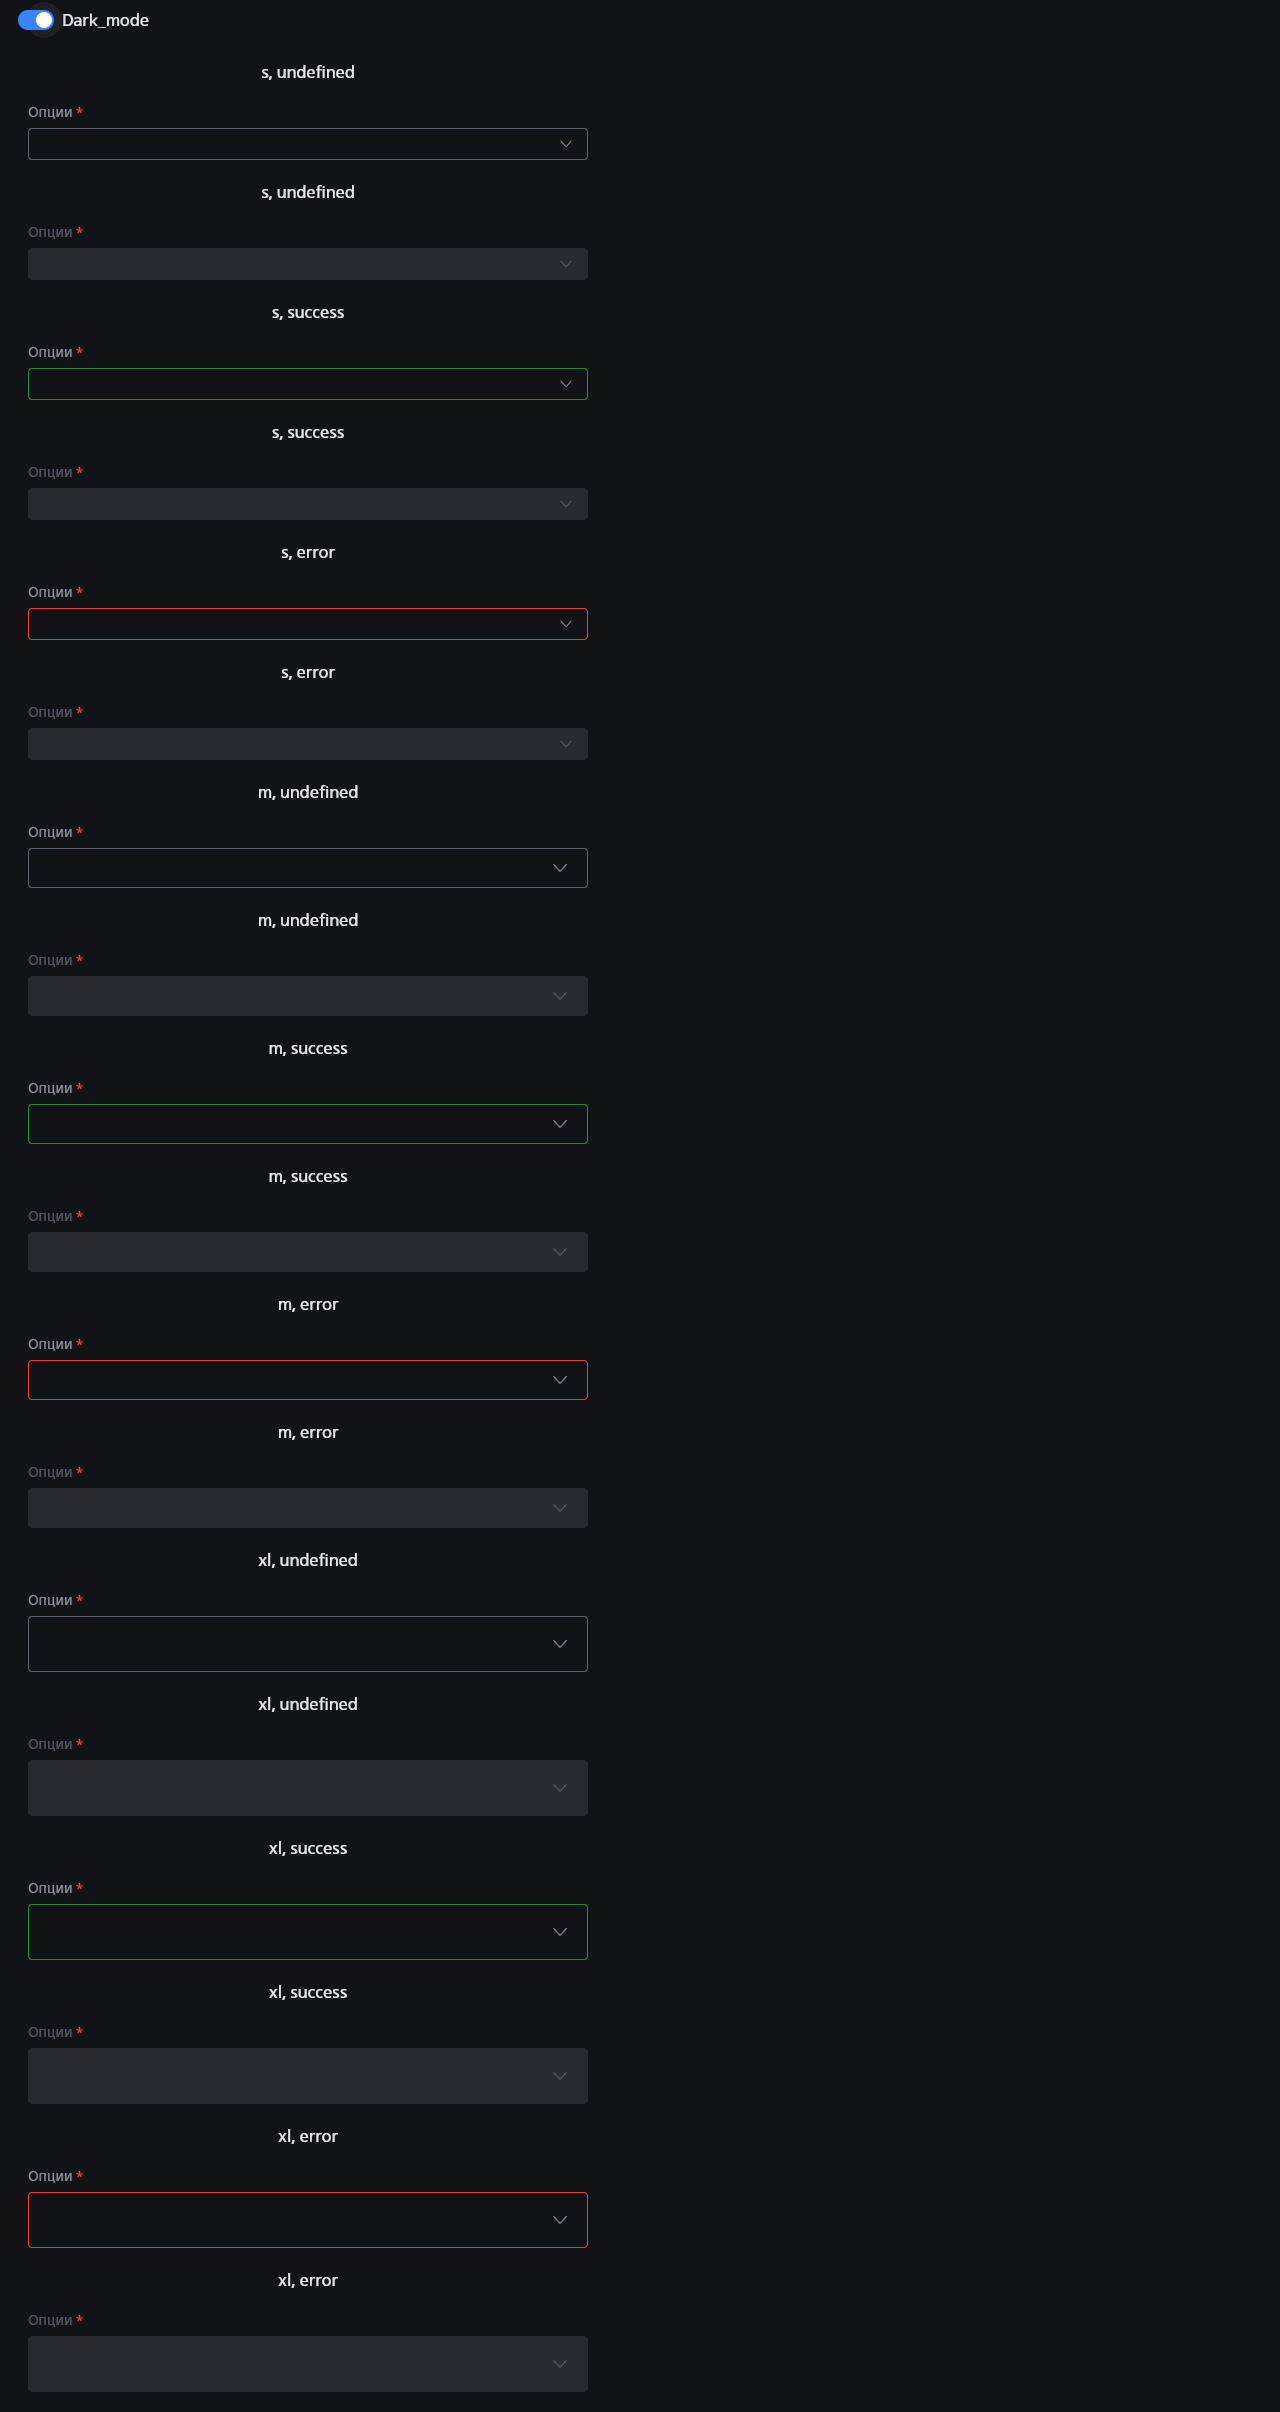 Dark_mode
s, undefined
Опции *
s, undefined
Опции *
s, success
Опции *
s, success
Опции *
s, error
Опции *
s, error
Опции *
m, undefined
Опции *
m, undefined
Опции *
m, success
Опции *
m, success
Опции *
m, error
Опции *
m, error
Опции *
xl, undefined
Опции *
xl, undefined
Опции *
xl, success
Опции *
xl, success
Опции *
xl, error
Опции *
xl, error
Опции *